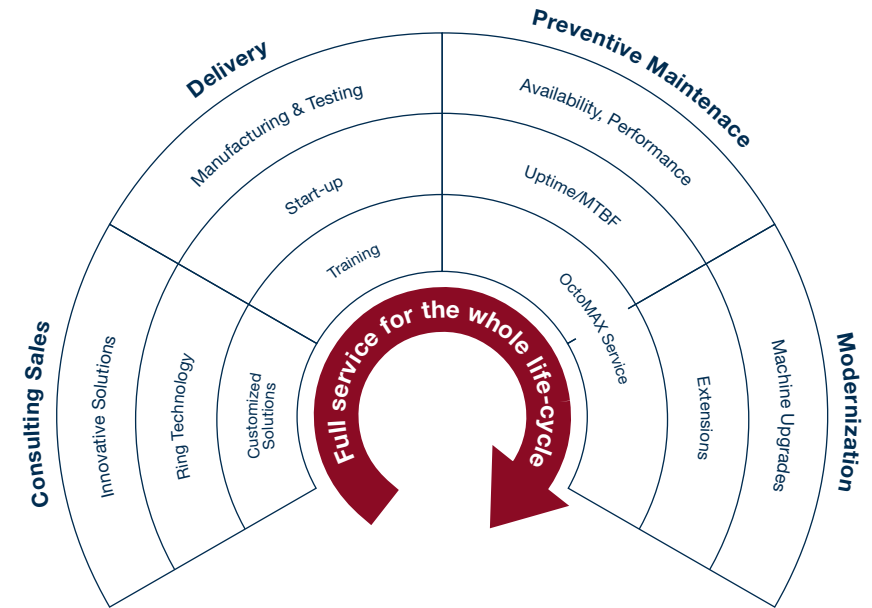 Consulting Sales
Innovative Solutions
Ring Technology
Customized
Solutions
Delivery
Manufacturing & Testing
Start-up
Training
Preventive Maintenace
Availability, Performance
Uptime/MTBF
OctoMAX Service
Modernization
Machine Upgrades
Extensions
Full service for the whole life-cycle